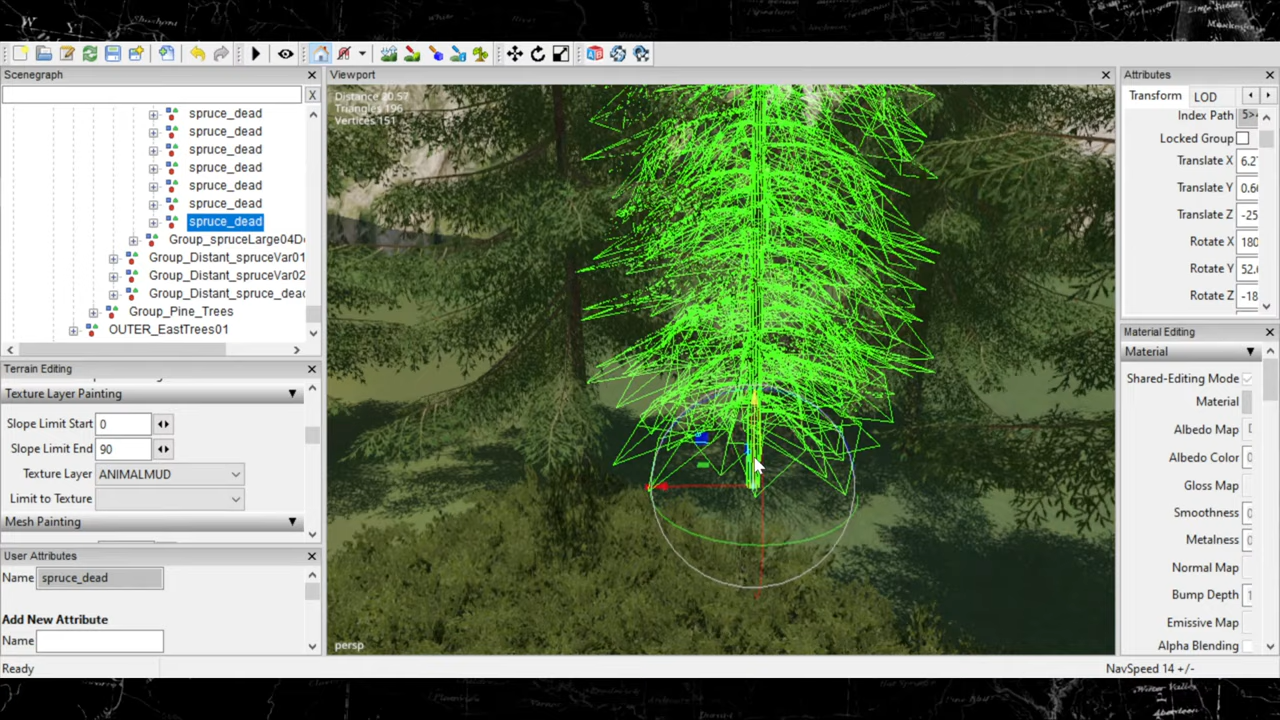 Scenegraph
X
spruce_dead
spruce_dead
spruce_dead
spruce_dead
spruce_dead
spruce_dead
spruce_dead
Group_spruceLarge04D
Group_Distant_spruceVar01
Group_Distant_spruceVar02
Group_Distant_spruce_dead
Group_Pine_Trees
OUTER_EastTrees01
Terrain Editing
Texture Layer Painting
Slope Limit Start 0
Slope Limit End 90
Texture Layer ANIMALMUD
Limit to Texture
Mesh Painting
User Attributes
Name spruce_dead
Add New Attribute
Name
Ready
Viewport
Triangles 196
Vertices 151
persp
Attributes
Transform LOD
Index Path 5>
Locked Group
Translate X 6.2
Translate Y 0.6
Translate Z -25
Rotate X 180
Rotate Y 52.
Rotate Z -18
Material Editing
Material
Shared-Editing Mode
Material
Albedo Map
Albedo Color 0
Gloss Map
Smoothness 0
Metalness 0
Normal Map
Bump Depth 1
Emissive Map
Alpha Blending
NavSpeed 14 +/-